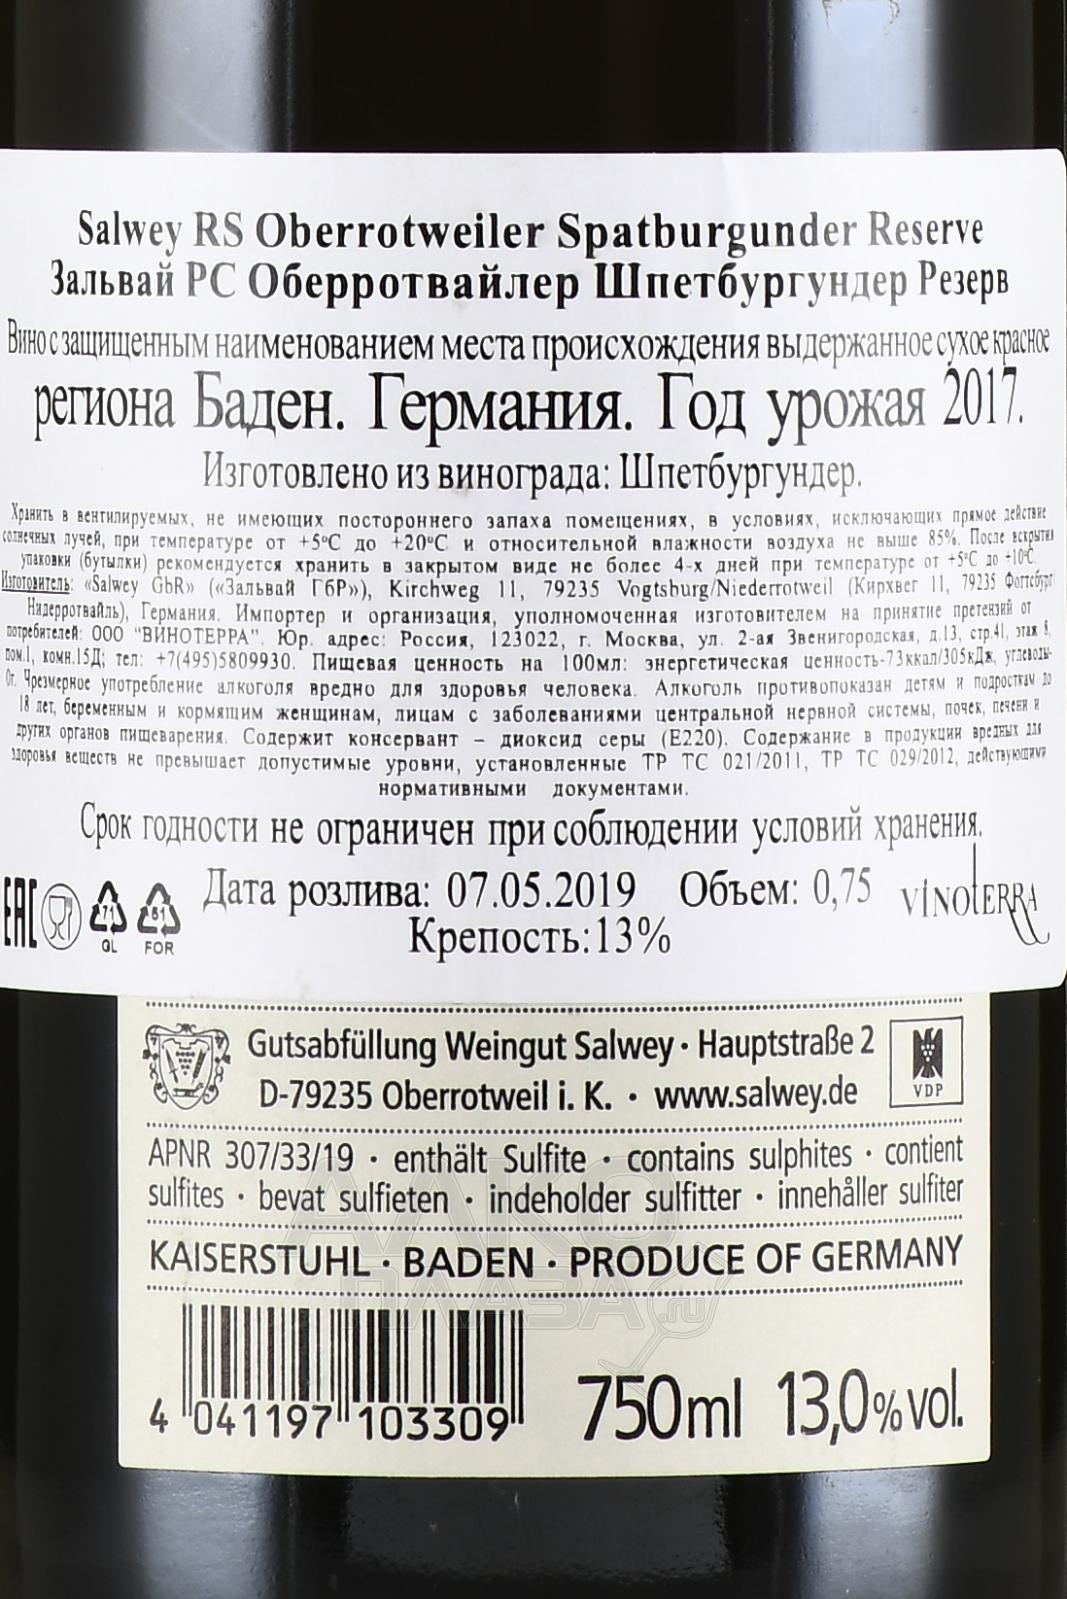 Salwey RS Oberrotweiler Spatburgunder Reserve
Зальвай РС Оберротвайлер Шпетбургундер Резерв
Вино с защищенным наименованием места происхождения выдержанное сухое красное
региона Баден. Германия. Год урожая 2017.
Изготовлено из винограда: Шпетбургундер.
Хранить в вентилируемых, не имеющих постороннего запаха помещениях, в условиях, исключающих прямое действие
солнечных лучей, при температуре от +5°С до +20°С и относительной влажности воздуха не выше 85%. После вскрытия
упаковки (бутылки) рекомендуется хранить в закрытом виде не более 4-х дней при температуре от +5°С до +10°С.
Изготовитель: «Salwey GbR» («Зальвай ГбР»), Kirchweg 11, 79235 Vogtsburg/Niederrotweil (Кирхвег 11, 79235 Фогтсбург
Нидерротвайль), Германия. Импортер и организация, уполномоченная изготовителем на принятие претензий от
потребителей: ООО "ВИНОТЕРРА". Юр. адрес: Россия, 123022, г. Москва, ул. 2-ая Звенигородская, д.13, стр.41, этаж 8,
пом.1, комн.15Д; тел: +7(495)5809930. Пищевая ценность на 100мл: энергетическая ценность-73ккал/305кДж, углеводы-
0г. Чрезмерное употребление алкоголя вредно для здоровья человека. Алкоголь противопоказан детям и подросткам до
18 лет, беременным и кормящим женщинам, лицам с заболеваниями центральной нервной системы, почек, печени и
других органов пищеварения. Содержит консервант – диоксид серы (Е220). Содержание в продукции вредных для
здоровья веществ не превышает допустимые уровни, установленные ТР ТС 021/2011, ТР ТС 029/2012, действующими
нормативными документами.
Срок годности не ограничен при соблюдении условий хранения.
EAC 71 GL 61 FOR Дата розлива: 07.05.2019 Объем: 0,75 VINOTERRA
Крепость:13%
Gutsabfüllung Weingut Salwey · Hauptstraße 2
D-79235 Oberrotweil i. K. · www.salwey.de VDP
APNR 307/33/19 · enthält Sulfite · contains sulphites · contient
sulfites · bevat sulfieten · indeholder sulfitter · innehåller sulfiter
KAISERSTUHL · BADEN · PRODUCE OF GERMANY
4 041197 103309 750ml 13,0%vol.
АЛКО
ПЛАЗА.ru